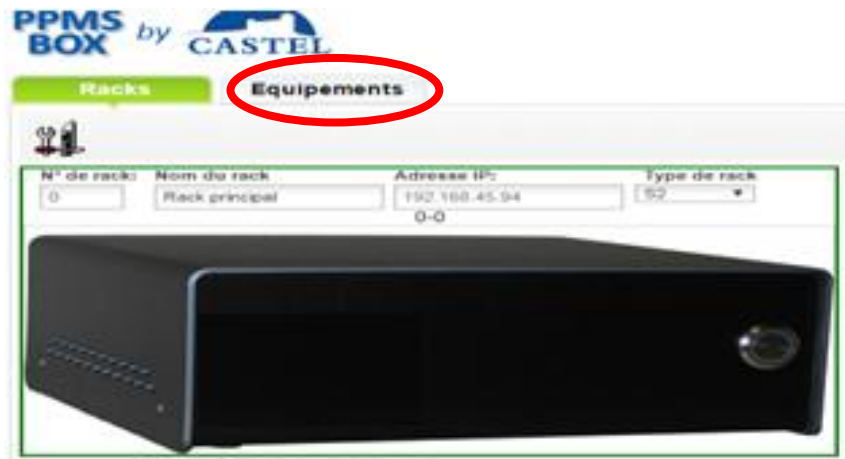 PPMS
BOX by CASTEL
Racks Equipements
N° de rack: Nom du rack Adresse IP: Type de rack
0 Rack principal 192.168.45.94 S2
0-0